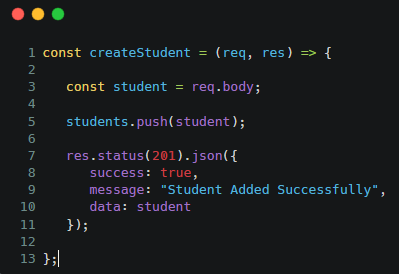 1 const createStudent = (req, res) => {
2
3    const student = req.body;
4
5    students.push(student);
6
7    res.status(201).json({
8       success: true,
9       message: "Student Added Successfully",
10       data: student
11    });
12
13 };